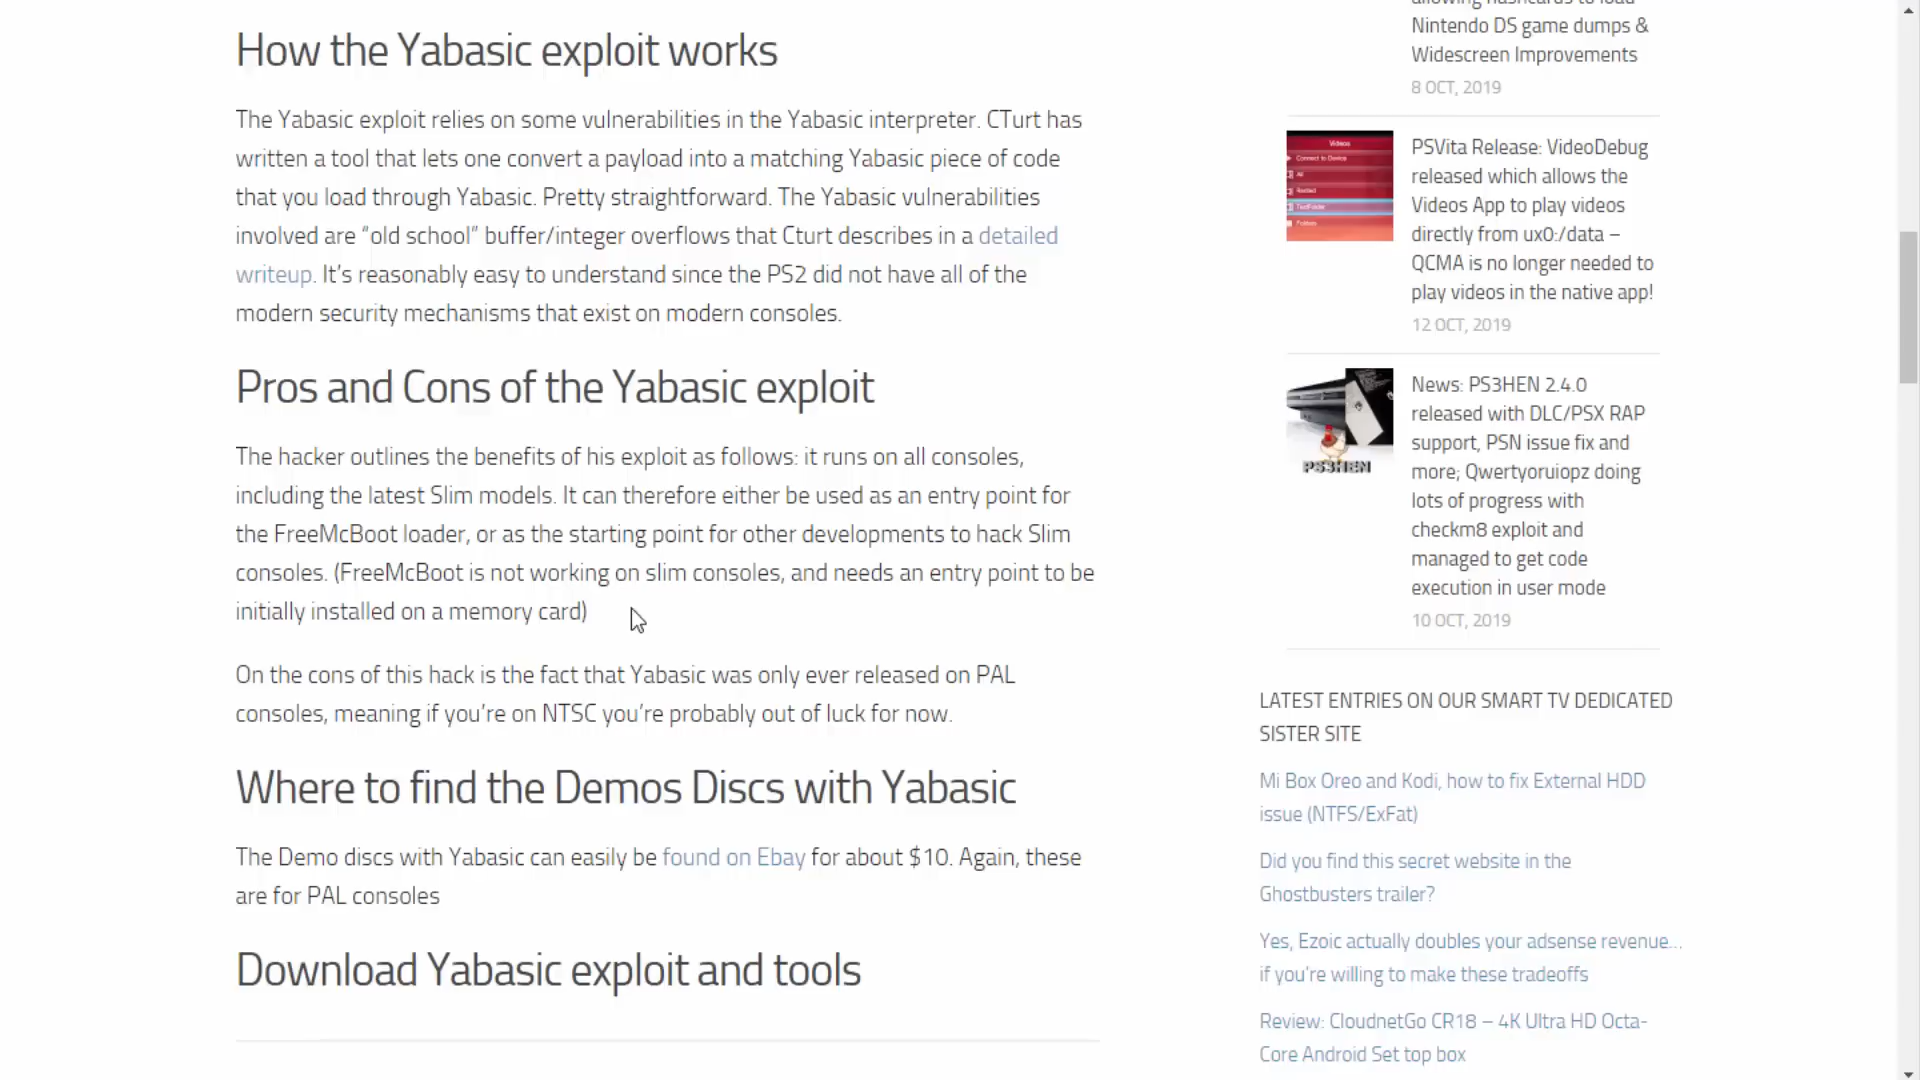 How the Yabasic exploit works
The Yabasic exploit relies on some vulnerabilities in the Yabasic interpreter. CTurt has
written a tool that lets one convert a payload into a matching Yabasic piece of code
that you load through Yabasic. Pretty straightforward. The Yabasic vulnerabilities
involved are “old school” buffer/integer overflows that Cturt describes in a detailed
writeup. It’s reasonably easy to understand since the PS2 did not have all of the
modern security mechanisms that exist on modern consoles.
Pros and Cons of the Yabasic exploit
The hacker outlines the benefits of his exploit as follows: it runs on all consoles,
including the latest Slim models. It can therefore either be used as an entry point for
the FreeMcBoot loader, or as the starting point for other developments to hack Slim
consoles. (FreeMcBoot is not working on slim consoles, and needs an entry point to be
initially installed on a memory card)
On the cons of this hack is the fact that Yabasic was only ever released on PAL
consoles, meaning if you’re on NTSC you’re probably out of luck for now.
Where to find the Demos Discs with Yabasic
The Demo discs with Yabasic can easily be found on Ebay for about $10. Again, these
are for PAL consoles
Download Yabasic exploit and tools
allowing flashcards to load
Nintendo DS game dumps &
Widescreen Improvements
8 OCT, 2019
Videos
Connect to Device
All
TestFolder
PSVita Release: VideoDebug
released which allows the
Videos App to play videos
directly from ux0:/data –
QCMA is no longer needed to
play videos in the native app!
12 OCT, 2019
PS3HEN
News: PS3HEN 2.4.0
released with DLC/PSX RAP
support, PSN issue fix and
more; Qwertyoruiopz doing
lots of progress with
checkm8 exploit and
managed to get code
execution in user mode
10 OCT, 2019
LATEST ENTRIES ON OUR SMART TV DEDICATED
SISTER SITE
Mi Box Oreo and Kodi, how to fix External HDD
issue (NTFS/ExFat)
Did you find this secret website in the
Ghostbusters trailer?
Yes, Ezoic actually doubles your adsense revenue…
if you’re willing to make these tradeoffs
Review: CloudnetGo CR18 – 4K Ultra HD Octa-
Core Android Set top box